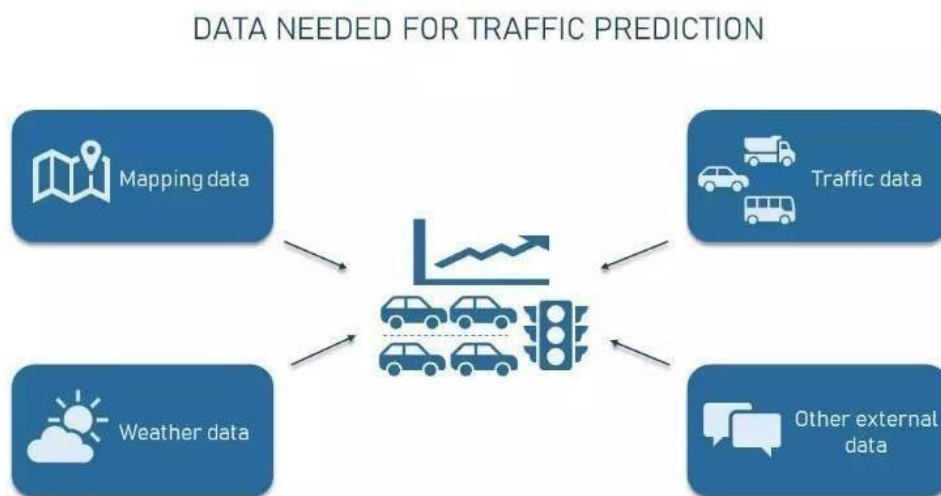 DATA NEEDED FOR TRAFFIC PREDICTION
Mapping data
Traffic data
Weather data
Other external
data